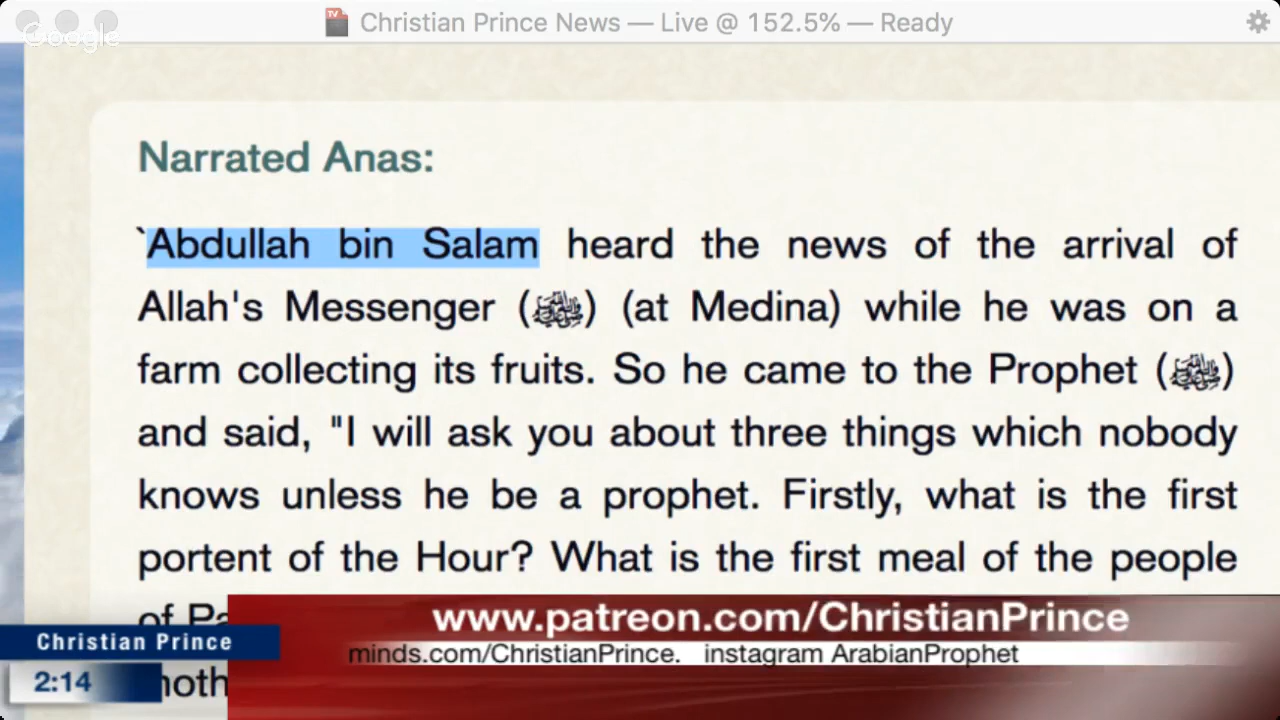 Christian Prince News — Live @ 152.5% — Ready
Google
Narrated Anas:
`Abdullah bin Salam heard the news of the arrival of
Allah's Messenger (ﷺ) (at Medina) while he was on a
farm collecting its fruits. So he came to the Prophet (ﷺ)
and said, "I will ask you about three things which nobody
knows unless he be a prophet. Firstly, what is the first
portent of the Hour? What is the first meal of the people
of
www.patreon.com/ChristianPrince
Christian Prince
minds.com/ChristianPrince. instagram ArabianProphet
2:14